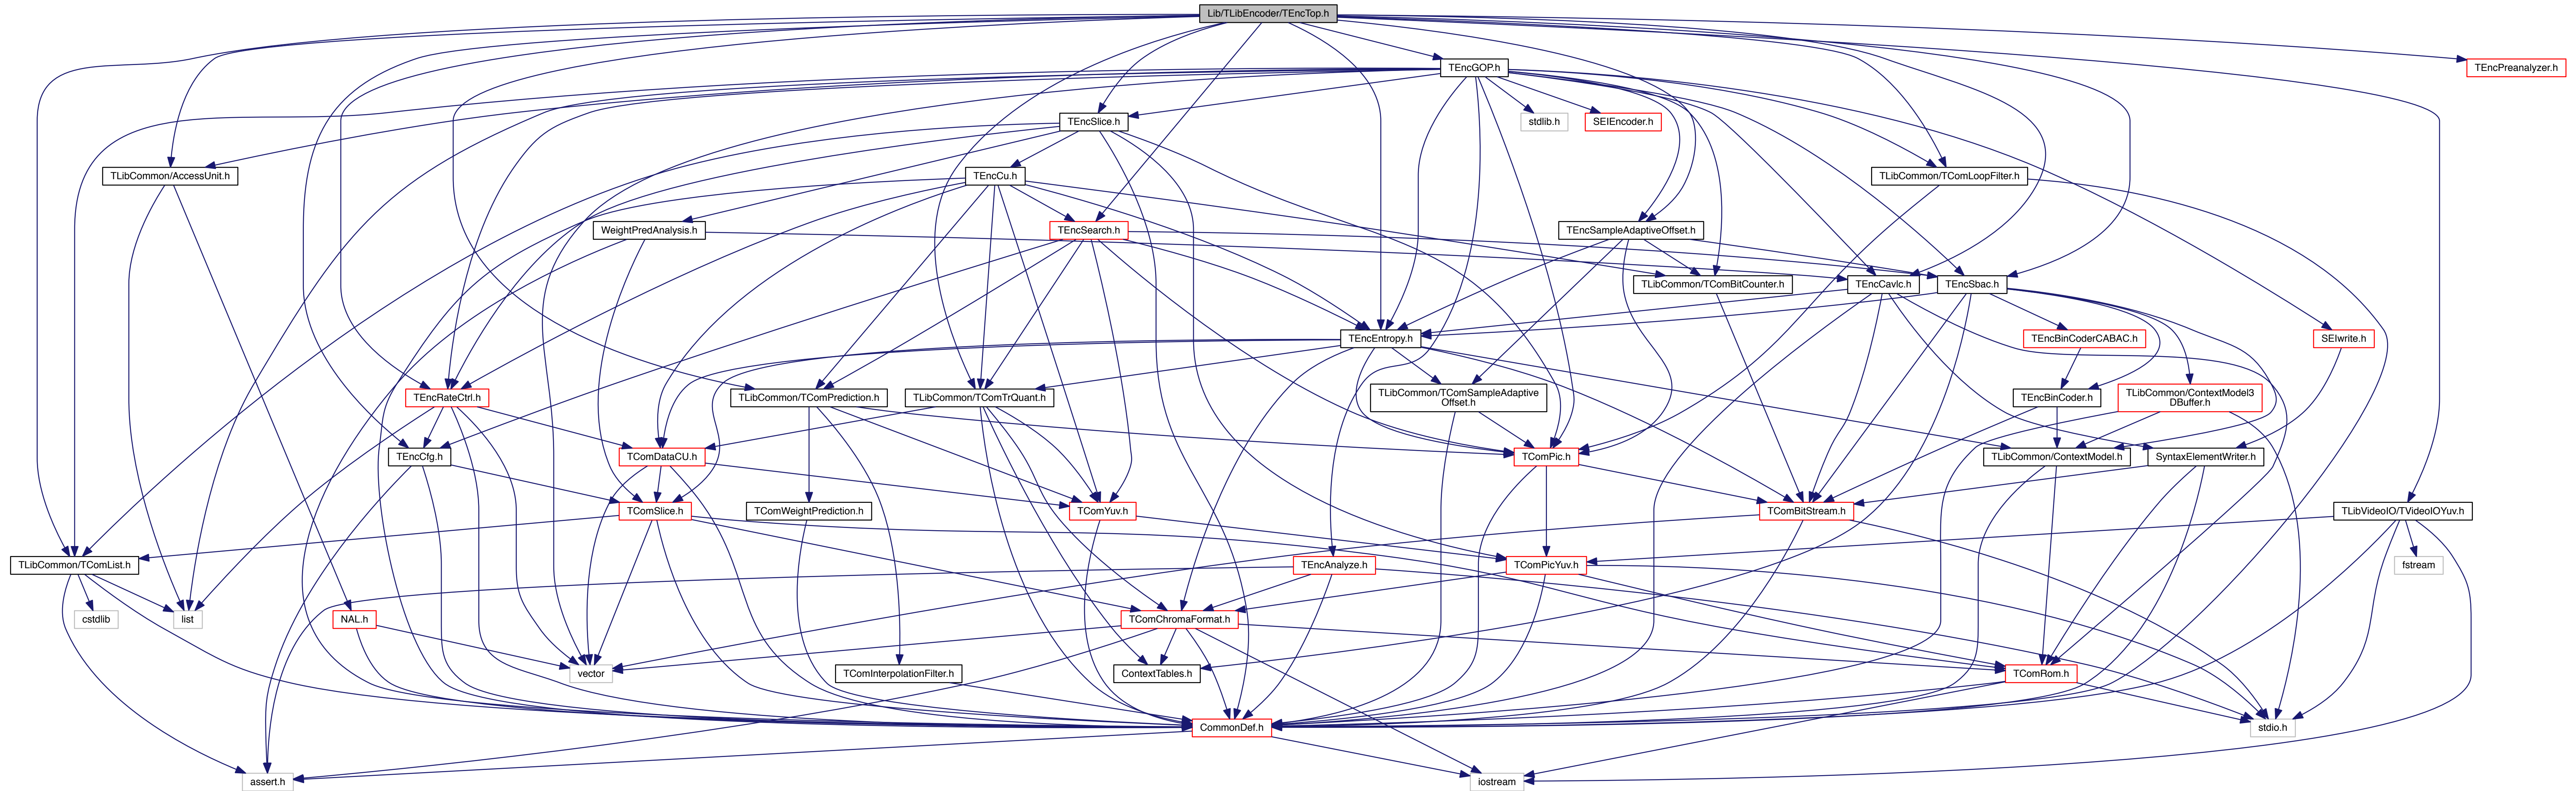 Lib/TLibEncoder/TEncTop.h
TEncGOP.h
TEncPreanalyzer.h
TEncSlice.h
stdlib.h
SEIEncoder.h
TLibCommon/AccessUnit.h
TEncCu.h
TLibCommon/TComLoopFilter.h
WeightPredAnalysis.h
TEncSearch.h
TEncSampleAdaptiveOffset.h
TLibCommon/TComBitCounter.h
TEncCavlc.h
TEncSbac.h
TEncEntropy.h
TEncBinCoderCABAC.h
SEIwrite.h
TEncRateCtrl.h
TLibCommon/TComPrediction.h
TLibCommon/TComTrQuant.h
TLibCommon/TComSampleAdaptive
Offset.h
TEncBinCoder.h
TLibCommon/ContextModel3
DBuffer.h
TEncCfg.h
TComDataCU.h
TComPic.h
TLibCommon/ContextModel.h
SyntaxElementWriter.h
TComSlice.h
TComWeightPrediction.h
TComYuv.h
TComBitStream.h
TLibVideoIO/TVideoIOYuv.h
TLibCommon/TComList.h
TEncAnalyze.h
TComPicYuv.h
fstream
cstdlib
list
NAL.h
TComChromaFormat.h
vector
TComInterpolationFilter.h
ContextTables.h
TComRom.h
CommonDef.h
stdio.h
assert.h
iostream